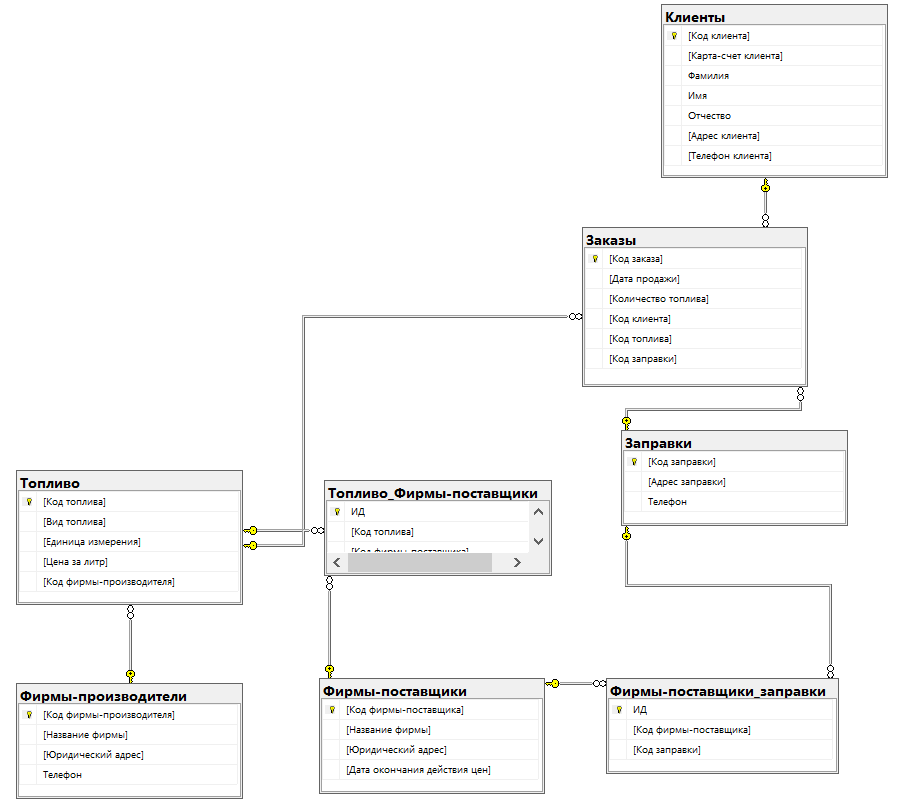 Клиенты
[Код клиента]
[Карта-счет клиента]
Фамилия
Имя
Отчество
[Адрес клиента]
[Телефон клиента]
Заказы
[Код заказа]
[Дата продажи]
[Количество топлива]
[Код клиента]
[Код топлива]
[Код заправки]
Заправки
[Код заправки]
[Адрес заправки]
Телефон
Топливо
[Код топлива]
[Вид топлива]
[Единица измерения]
[Цена за литр]
[Код фирмы-производителя]
Топливо_Фирмы-поставщики
ИД
[Код топлива]
[Код фирмы-поставщика]
Фирмы-производители
[Код фирмы-производителя]
[Название фирмы]
[Юридический адрес]
Телефон
Фирмы-поставщики
[Код фирмы-поставщика]
[Название фирмы]
[Юридический адрес]
[Дата окончания действия цен]
Фирмы-поставщики_заправки
ИД
[Код фирмы-поставщика]
[Код заправки]